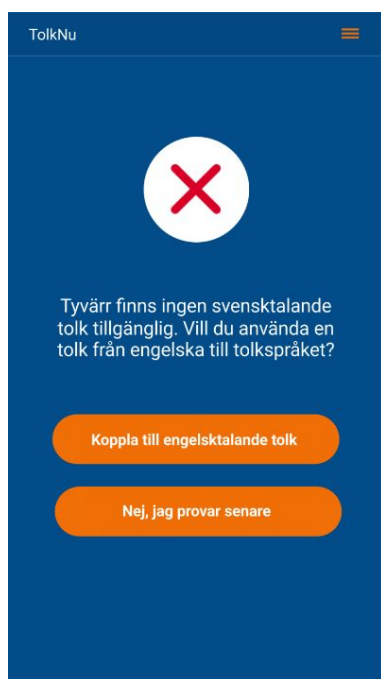 TolkNu
Tyvärr finns ingen svensktalande
tolk tillgänglig. Vill du använda en
tolk från engelska till tolkspråket?
Koppla till engelsktalande tolk
Nej, jag provar senare